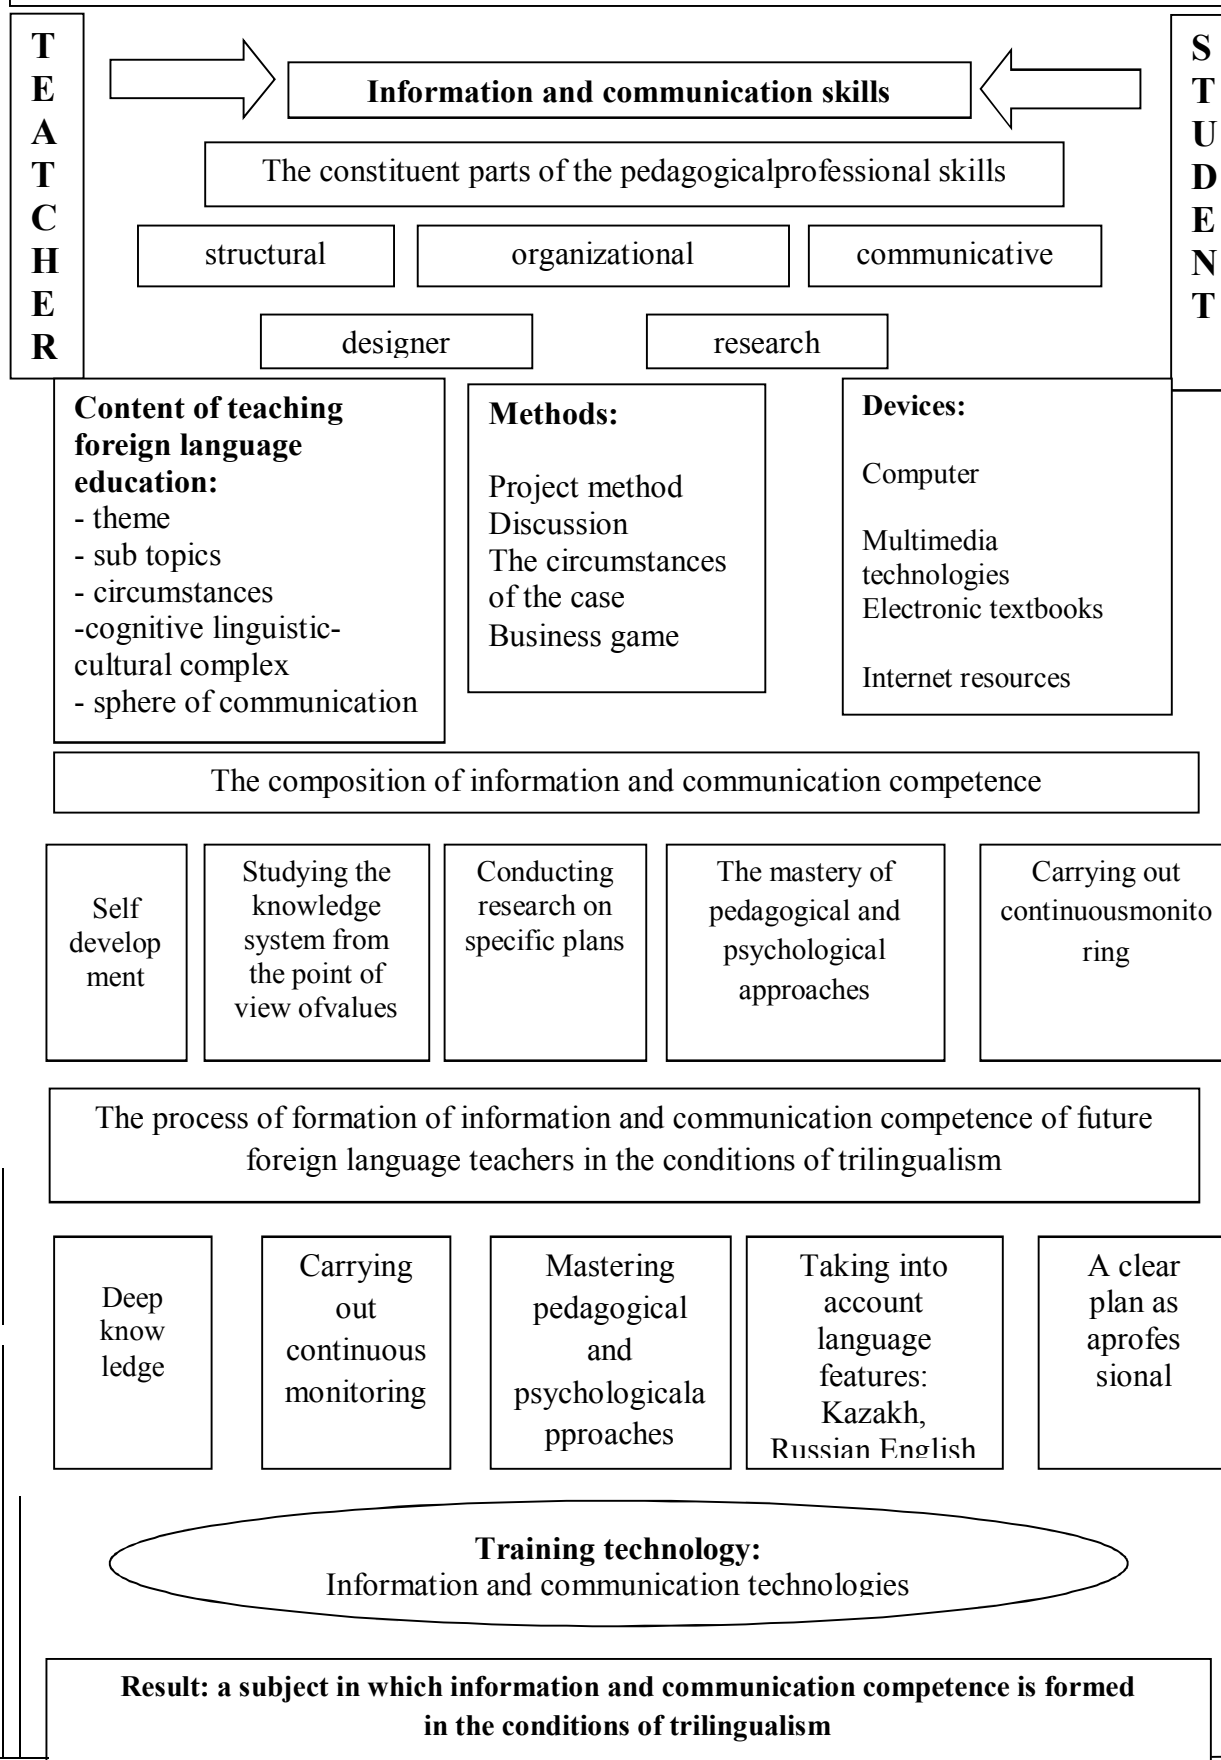 T
E
A
T
C
H
E
R
Information and communication skills
S
T
U
D
E
N
T
The constituent parts of the pedagogicalprofessional skills
structural
organizational
communicative
designer
research
Content of teaching
foreign language
education:
- theme
- sub topics
- circumstances
-cognitive linguistic-
cultural complex
- sphere of communication
Methods:
Project method
Discussion
The circumstances
of the case
Business game
Devices:
Computer
Multimedia
technologies
Electronic textbooks
Internet resources
The composition of information and communication competence
Self
develop
ment
Studying the
knowledge
system from
the point of
view ofvalues
Conducting
research on
specific plans
The mastery of
pedagogical and
psychological
approaches
Carrying out
continuousmonito
ring
The process of formation of information and communication competence of future
foreign language teachers in the conditions of trilingualism
Deep
know
ledge
Carrying
out
continuous
monitoring
Mastering
pedagogical
and
psychologicala
pproaches
Taking into
account
language
features:
Kazakh,
Russian English
A clear
plan as
aprofes
sional
Training technology:
Information and communication technologies
Result: a subject in which information and communication competence is formed
in the conditions of trilingualism